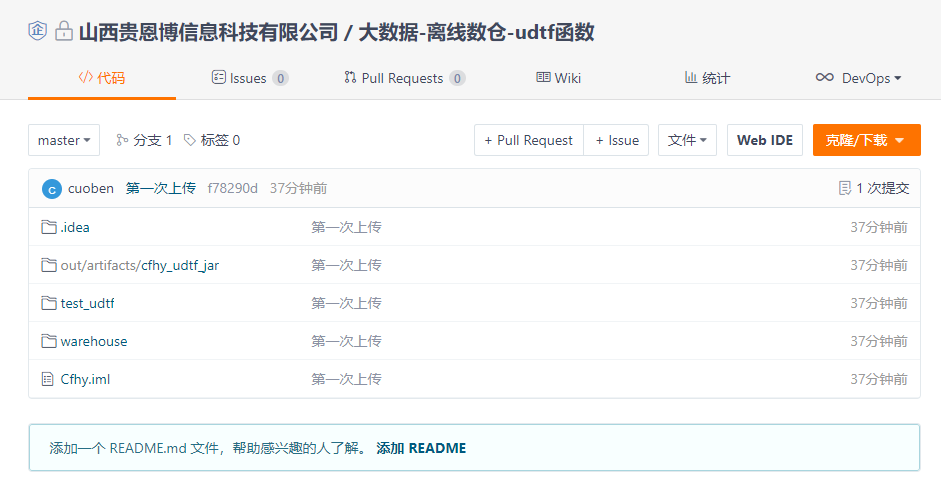 企 山西贵恩博信息科技有限公司 / 大数据-离线数仓-udtf函数
代码 Issues 0 Pull Requests 0 Wiki 统计 DevOps
master 分支 1 标签 0 + Pull Request + Issue 文件 Web IDE 克隆/下载
C cuoben 第一次上传 f78290d 37分钟前 1 次提交
.idea 第一次上传 37分钟前
out/artifacts/cfhy_udtf_jar 第一次上传 37分钟前
test_udtf 第一次上传 37分钟前
warehouse 第一次上传 37分钟前
Cfhy.iml 第一次上传 37分钟前
添加一个 README.md 文件，帮助感兴趣的人了解。 添加 README